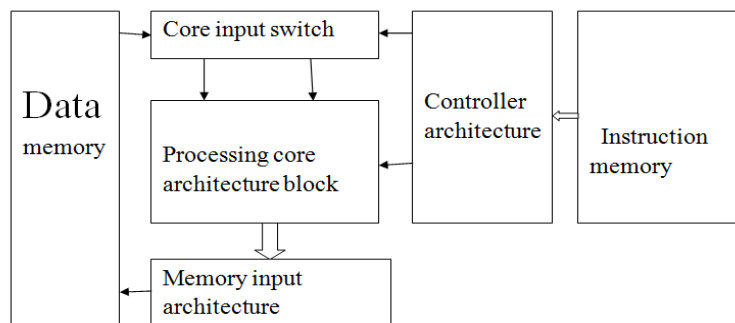 Core input switch
Data
memory
Processing core
architecture block
Controller
architecture
Instruction
memory
Memory input
architecture